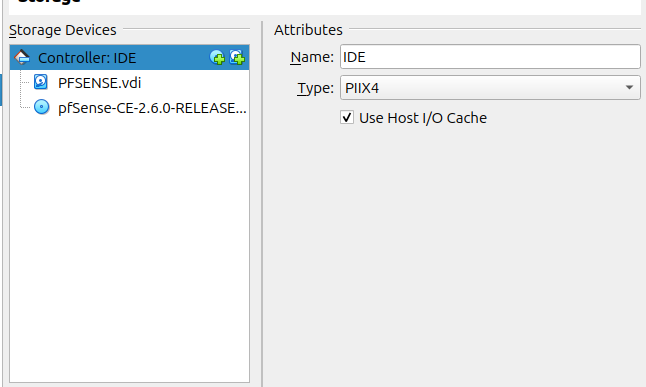 Storage
Storage Devices
Controller: IDE
PFSENSE.vdi
pfSense-CE-2.6.0-RELEASE...
Attributes
Name: IDE
Type: PIIX4
Use Host I/O Cache